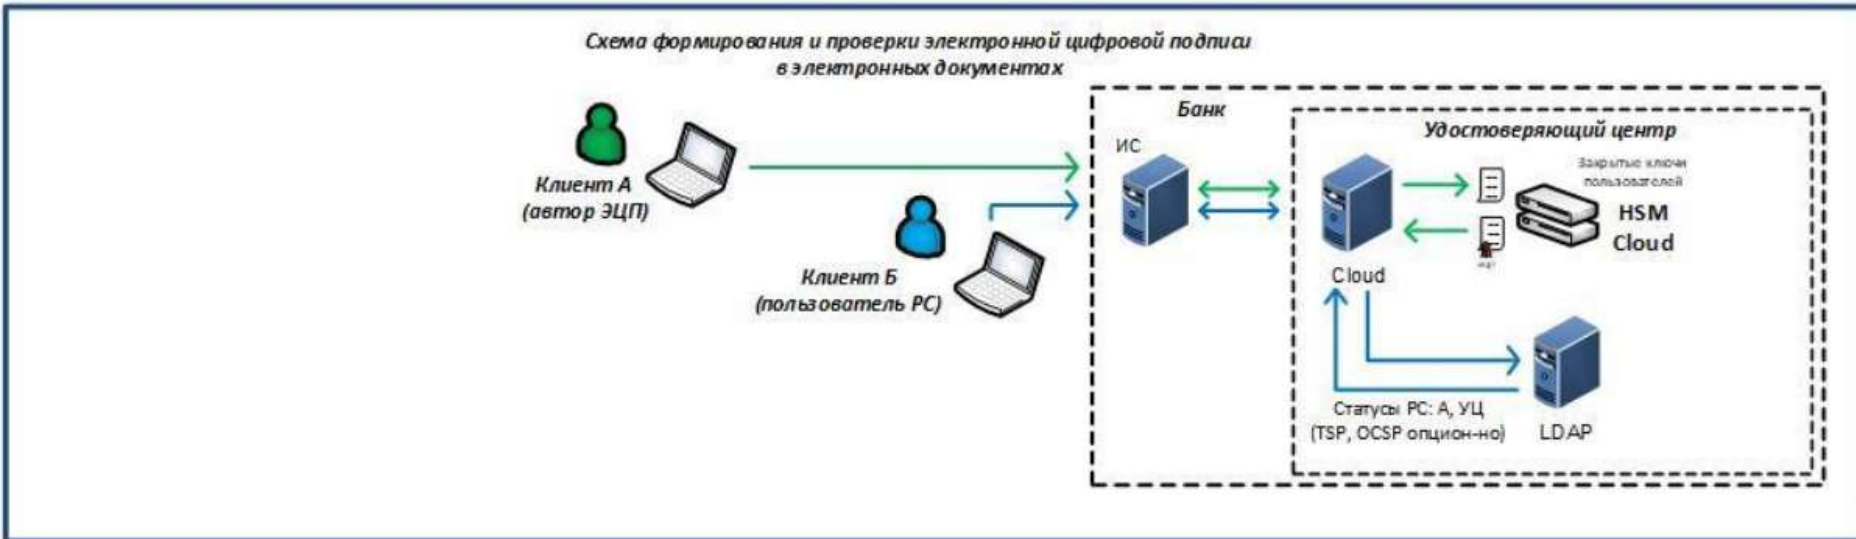 Схема формирования и проверки электронной цифровой подписи
в электронных документах
Банк
Удостоверяющий центр
ИС
Закрытые ключи
пользователей
Клиент А
(автор ЭЦП)
HSM
Cloud
Клиент Б
(пользователь РС)
Cloud
Статусы РС: А, УЦ
(TSP, OCSP опцион-но)
LDAP